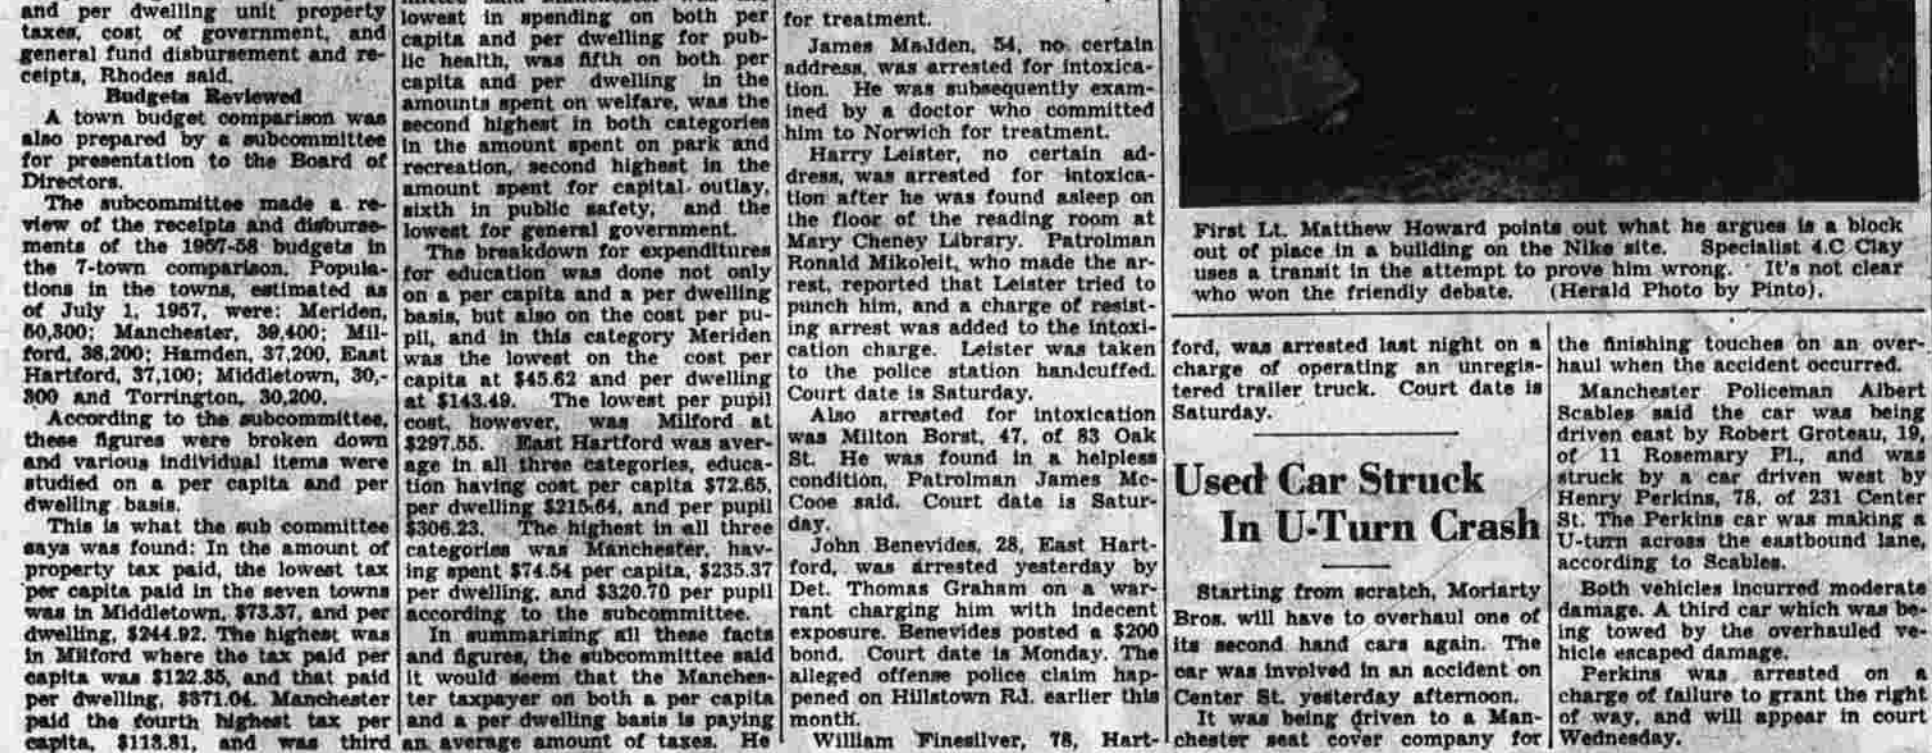 and per dwelling unit property
taxes, cost of government, and
general fund disbursement and re-
ceipts, Rhodes said.
Budgets Reviewed
A town budget comparison was
also prepared by a subcommittee
for presentation to the Board of
Directors.
The subcommittee made a re-
view of the receipts and disburse-
ments of the 1957-58 budgets in
the 7-town comparison. Popula-
tions in the towns, estimated as
of July 1, 1957, were: Meriden,
50,300; Manchester, 39,400; Mil-
ford, 38,200; Hamden, 37,200, East
Hartford, 37,100; Middletown, 30,-
300 and Torrington, 30,200.
According to the subcommittee,
these figures were broken down
and various individual items were
studied on a per capita and per
dwelling basis.
This is what the sub committee
says was found: In the amount of
property tax paid, the lowest tax
per capita paid in the seven towns
was in Middletown, $73.37, and per
dwelling, $244.92. The highest was
in Milford where the tax paid per
capita was $122.35, and that paid
per dwelling, $371.04. Manchester
paid the fourth highest tax per
capita, $113.81, and was third
lowest in spending on both per
capita and per dwelling for pub-
lic health, was fifth on both per
capita and per dwelling in the
amounts spent on welfare, was the
second highest in both categories
in the amount spent on park and
recreation, second highest in the
amount spent for capital outlay,
sixth in public safety, and the
lowest for general government.
The breakdown for expenditures
for education was done not only
on a per capita and a per dwelling
basis, but also on the cost per pu-
pil, and in this category Meriden
was the lowest on the cost per
capita at $45.62 and per dwelling
at $143.49. The lowest per pupil
cost, however, was Milford at
$297.55. East Hartford was aver-
age in all three categories, educa-
tion having cost per capita $72.65,
per dwelling $215.64, and per pupil
$306.23. The highest in all three
categories was Manchester, hav-
ing spent $74.54 per capita, $235.37
per dwelling, and $320.70 per pupil
according to the subcommittee.
In summarizing all these facts
and figures, the subcommittee said
it would seem that the Manches-
ter taxpayer on both a per capita
and a per dwelling basis is paying
an average amount of taxes. He
for treatment.
James Madden, 54, no certain
address, was arrested for intoxica-
tion. He was subsequently exam-
ined by a doctor who committed
him to Norwich for treatment.
Harry Leister, no certain ad-
dress, was arrested for intoxica-
tion after he was found asleep on
the floor of the reading room at
Mary Cheney Library. Patrolman
Ronald Mikoleit, who made the ar-
rest, reported that Leister tried to
punch him, and a charge of resist-
ing arrest was added to the intoxi-
cation charge. Leister was taken
to the police station handcuffed.
Court date is Saturday.
Also arrested for intoxication
was Milton Borst, 47, of 83 Oak
St. He was found in a helpless
condition, Patrolman James Mc-
Cooe said. Court date is Satur-
day.
John Benevides, 28, East Hart-
ford, was arrested yesterday by
Det. Thomas Graham on a war-
rant charging him with indecent
exposure. Benevides posted a $200
bond. Court date is Monday. The
alleged offense police claim hap-
pened on Hillstown Rd. earlier this
month.
William Finesilver, 78, Hart-
First Lt. Matthew Howard points out what he argues is a block
out of place in a building on the Nike site. Specialist 4.C Clay
uses a transit in the attempt to prove him wrong. It's not clear
who won the friendly debate. (Herald Photo by Pinto).
ford, was arrested last night on a
charge of operating an unregis-
tered trailer truck. Court date is
Saturday.
Used Car Struck
In U-Turn Crash
Starting from scratch, Moriarty
Bros. will have to overhaul one of
its second hand cars again. The
car was involved in an accident on
Center St. yesterday afternoon.
It was being driven to a Man-
chester seat cover company for
the finishing touches on an over-
haul when the accident occurred.
Manchester Policeman Albert
Scables said the car was being
driven east by Robert Groteau, 19,
of 11 Rosemary Pl., and was
struck by a car driven west by
Henry Perkins, 78, of 231 Center
St. The Perkins car was making a
U-turn across the eastbound lane,
according to Scables.
Both vehicles incurred moderate
damage. A third car which was be-
ing towed by the overhauled ve-
hicle escaped damage.
Perkins was arrested on a
charge of failure to grant the right
of way, and will appear in court
Wednesday.